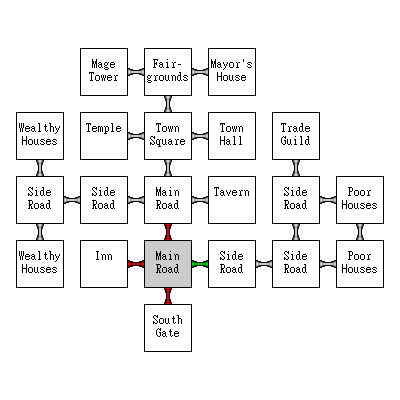 Mage
Tower
Fair-
grounds
Mayor's
House
Wealthy
Houses
Temple
Town
Square
Town
Hall
Trade
Guild
Side
Road
Side
Road
Main
Road
Tavern
Side
Road
Poor
Houses
Wealthy
Houses
Inn
Main
Road
Side
Road
Side
Road
Poor
Houses
South
Gate